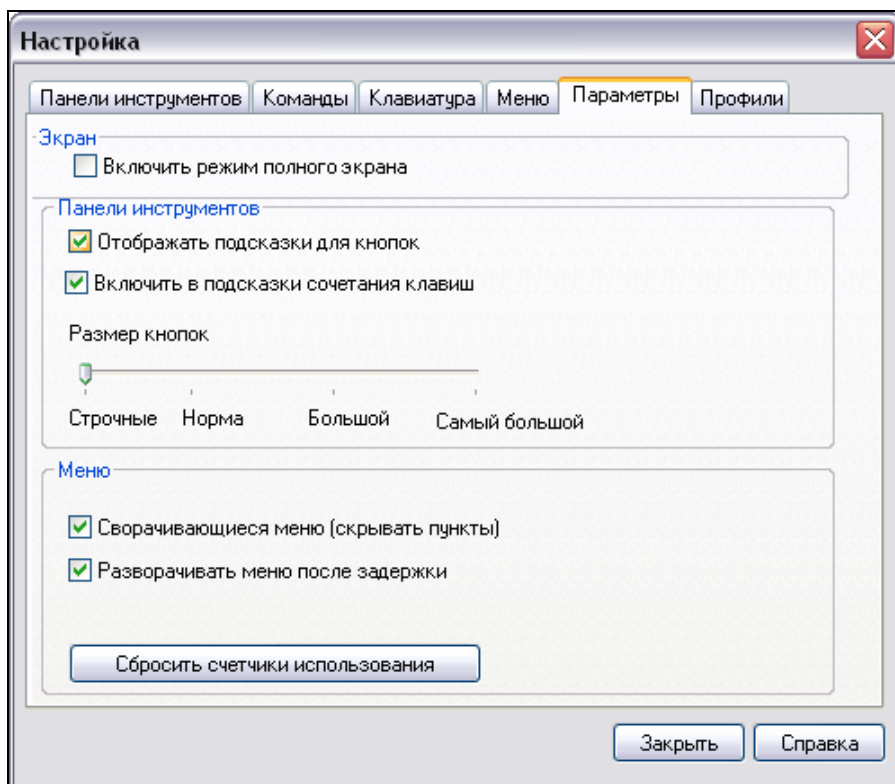 Настройка
Панели инструментов Команды Клавиатура Меню Параметры Профили
Экран
Включить режим полного экрана
Панели инструментов
Отображать подсказки для кнопок
Включить в подсказки сочетания клавиш
Размер кнопок
Строчные Норма Большой Самый большой
Меню
Сворачивающиеся меню (скрывать пункты)
Разворачивать меню после задержки
Сбросить счетчики использования
Закрыть Справка